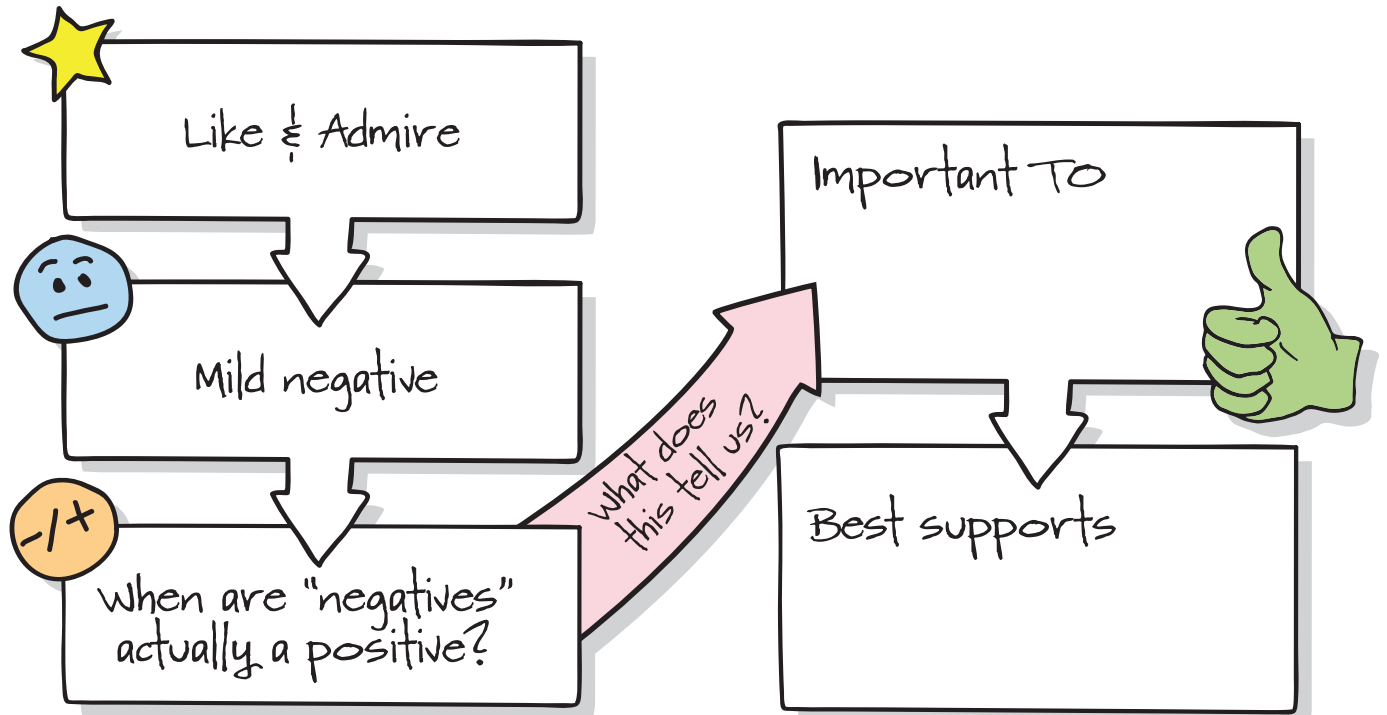 Like & Admire
Mild negative
-/+
When are "negatives"
actually a positive?
What does
this tell us?
Important To
Best supports